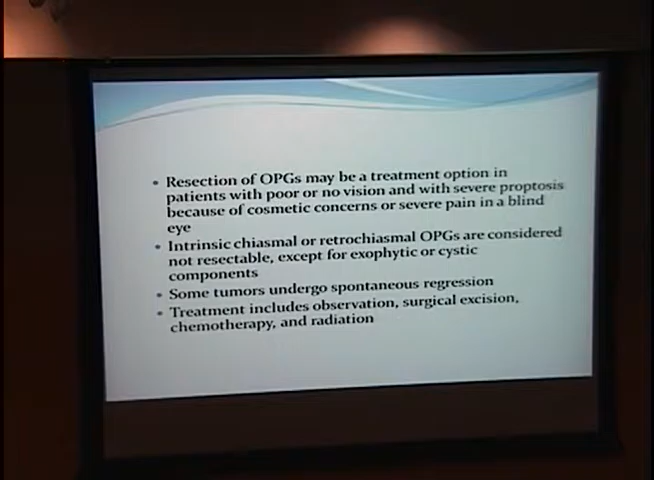 • Resection of OPGs may be a treatment option in
patients with poor or no vision and with severe proptosis
because of cosmetic concerns or severe pain in a blind
eye
• Intrinsic chiasmal or retrochiasmal OPGs are considered
not resectable, except for exophytic or cystic
components
• Some tumors undergo spontaneous regression
• Treatment includes observation, surgical excision,
chemotherapy, and radiation